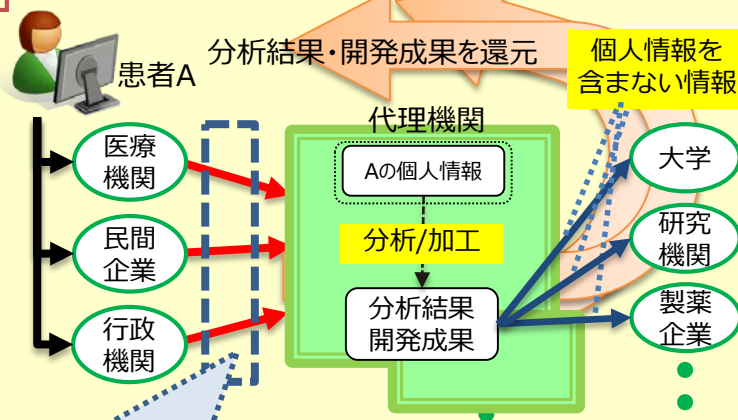 患者A
分析結果・開発成果を還元
個人情報を
含まない情報
代理機関
医療
機関
民間
企業
行政
機関
Aの個人情報
分析/加工
分析結果
開発成果
大学
研究
機関
製薬
企業